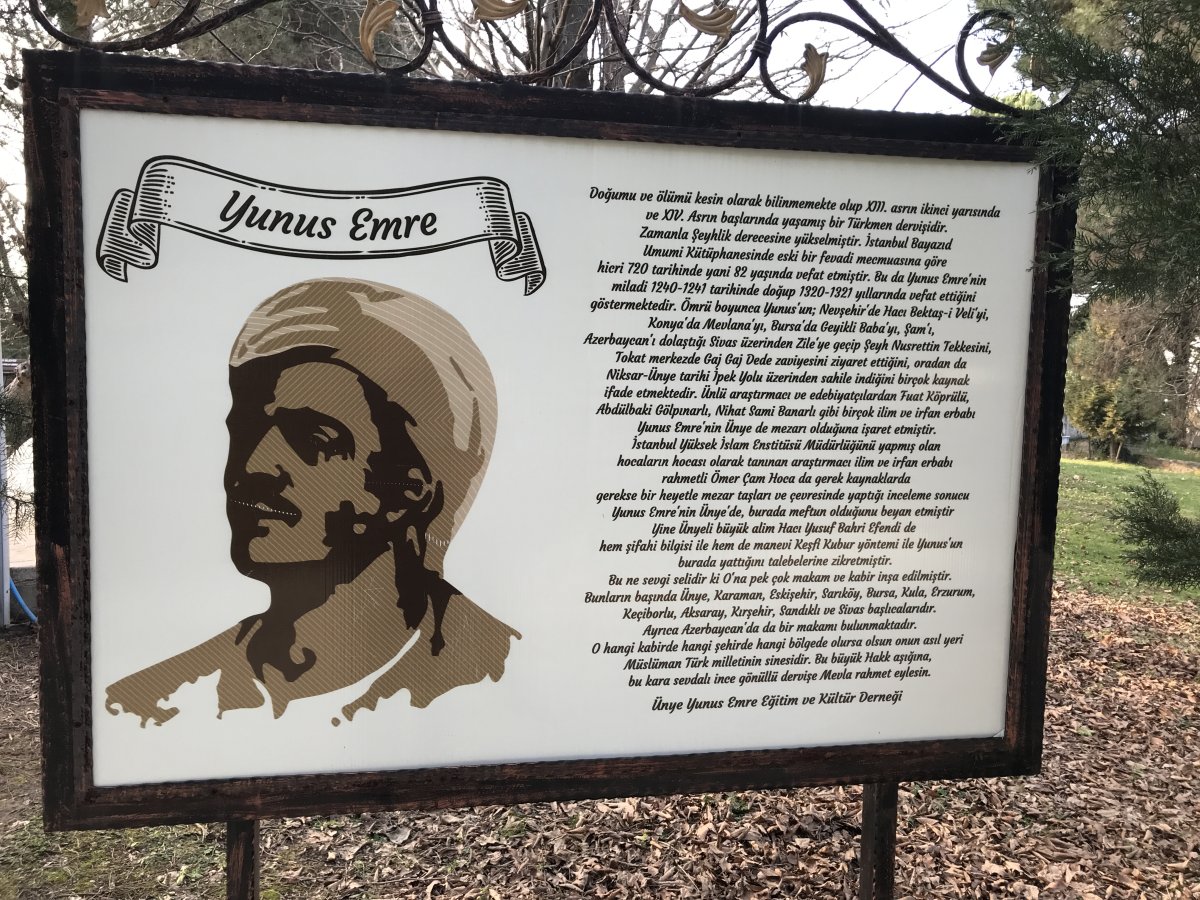 Yunus Emre
Doğumu ve ölümü kesin olarak bilinmemekte olup XIII. asrın ikinci yarısında
ve XIV. Asrın başlarında yaşamış bir Türkmen dervişidir.
Zamanla Şeyhlik derecesine yükselmiştir. İstanbul Bayazıd
Umumi Kütüphanesinde eski bir fevadi mecmuasına göre
hicri 720 tarihinde yani 82 yaşında vefat etmiştir. Bu da Yunus Emre'nin
miladi 1240-1241 tarihinde doğup 1320-1321 yıllarında vefat ettiğini
göstermektedir. Ömrü boyunca Yunus'un; Nevşehir'de Hacı Bektaş-i Veli'yi,
Konya'da Mevlana'yı, Bursa'da Geyikli Baba'yı, Şam'ı,
Azerbaycan'ı dolaştığı Sivas üzerinden Zile'ye geçip Şeyh Nusrettin Tekkesini,
Tokat merkezde Gaj Gaj Dede zaviyesini ziyaret ettiğini, oradan da
Niksar-Ünye tarihi İpek Yolu üzerinden sahile indiğini birçok kaynak
ifade etmektedir. Ünlü araştırmacı ve edebiyatçılardan Fuat Köprülü,
Abdülbaki Gölpınarlı, Nihat Sami Banarlı gibi birçok ilim ve irfan erbabı
Yunus Emre'nin Ünye de mezarı olduğuna işaret etmiştir.
İstanbul Yüksek İslam Enstitüsü Müdürlüğünü yapmış olan
hocaların hocası olarak tanınan araştırmacı ilim ve irfan erbabı
rahmetli Ömer Çam Hoca da gerek kaynaklarda
gerekse bir heyetle mezar taşları ve çevresinde yaptığı inceleme sonucu
Yunus Emre'nin Ünye'de, burada meftun olduğunu beyan etmiştir
Yine Ünyeli büyük alim Hacı Yusuf Bahri Efendi de
hem şifahi bilgisi ile hem de manevi Keşfl Kubur yöntemi ile Yunus'un
burada yattığını talebelerine zikretmiştir.
Bu ne sevgi selidir ki O'na pek çok makam ve kabir inşa edilmiştir.
Bunların başında Ünye, Karaman, Eskişehir, Sarıköy, Bursa, Kula, Erzurum,
Keçiborlu, Aksaray, Kırşehir, Sandıklı ve Sivas başlıcalarıdır.
Ayrıca Azerbaycan'da da bir makamı bulunmaktadır.
O hangi kabirde hangi şehirde hangi bölgede olursa olsun onun asıl yeri
Müslüman Türk milletinin sinesidir. Bu büyük Hakk aşığına,
bu kara sevdalı ince gönüllü dervişe Mevla rahmet eylesin.
Ünye Yunus Emre Eğitim ve Kültür Derneği